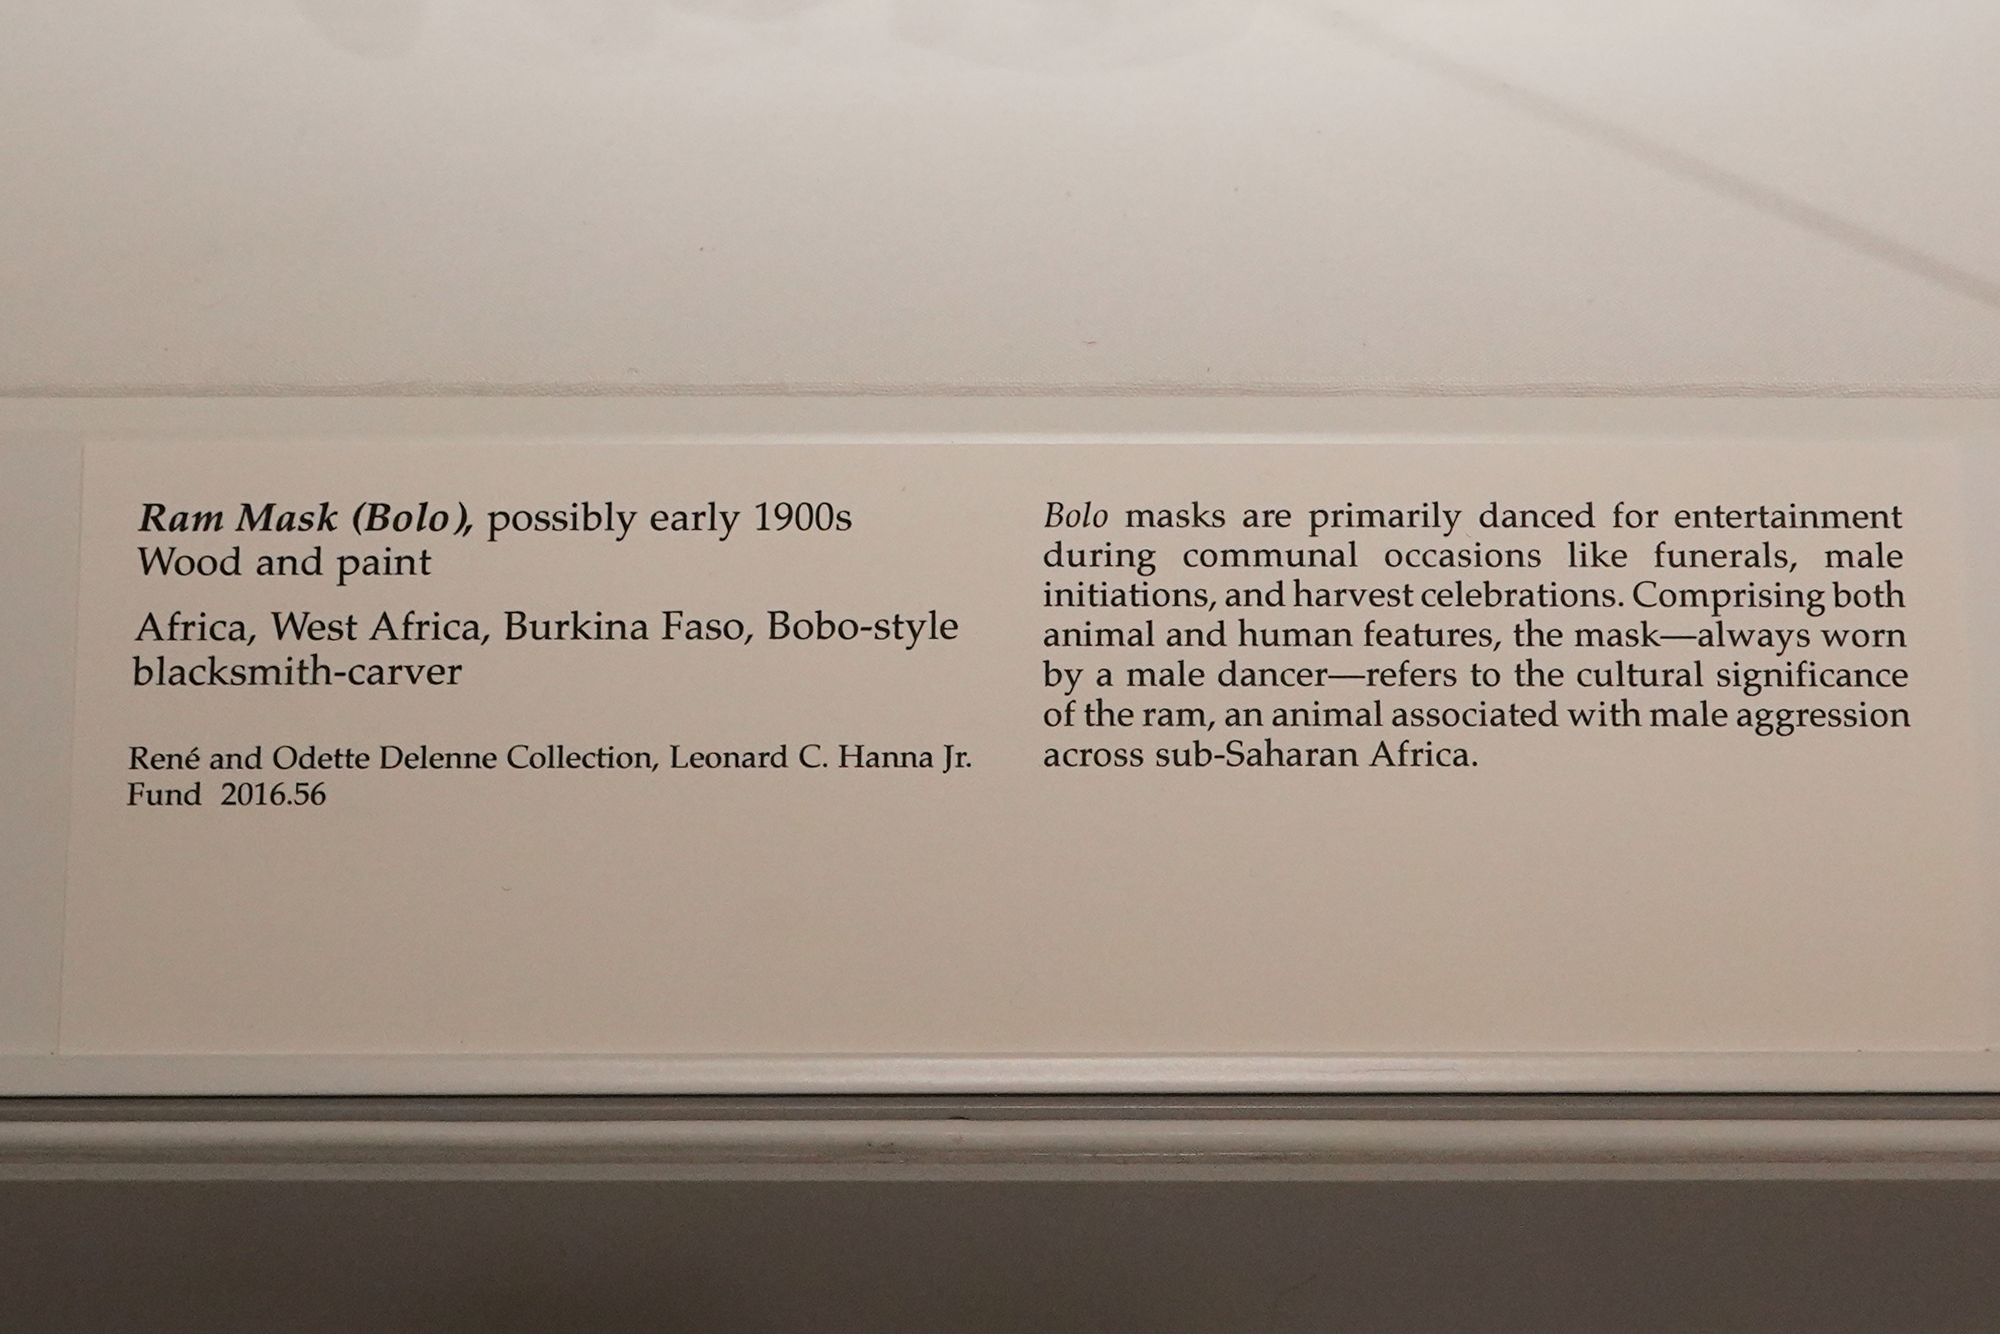 Ram Mask (Bolo), possibly early 1900s
Wood and paint
Africa, West Africa, Burkina Faso, Bobo-style
blacksmith-carver
René and Odette Delenne Collection, Leonard C. Hanna Jr.
Fund 2016.56
Bolo masks are primarily danced for entertainment
during communal occasions like funerals, male
initiations, and harvest celebrations. Comprising both
animal and human features, the mask—always worn
by a male dancer—refers to the cultural significance
of the ram, an animal associated with male aggression
across sub-Saharan Africa.